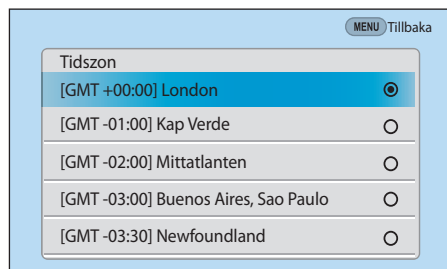 MENU Tillbaka
Tidszon
[GMT +00:00] London
[GMT -01:00] Kap Verde
[GMT -02:00] Mittatlanten
[GMT -03:00] Buenos Aires, Sao Paulo
[GMT -03:30] Newfoundland